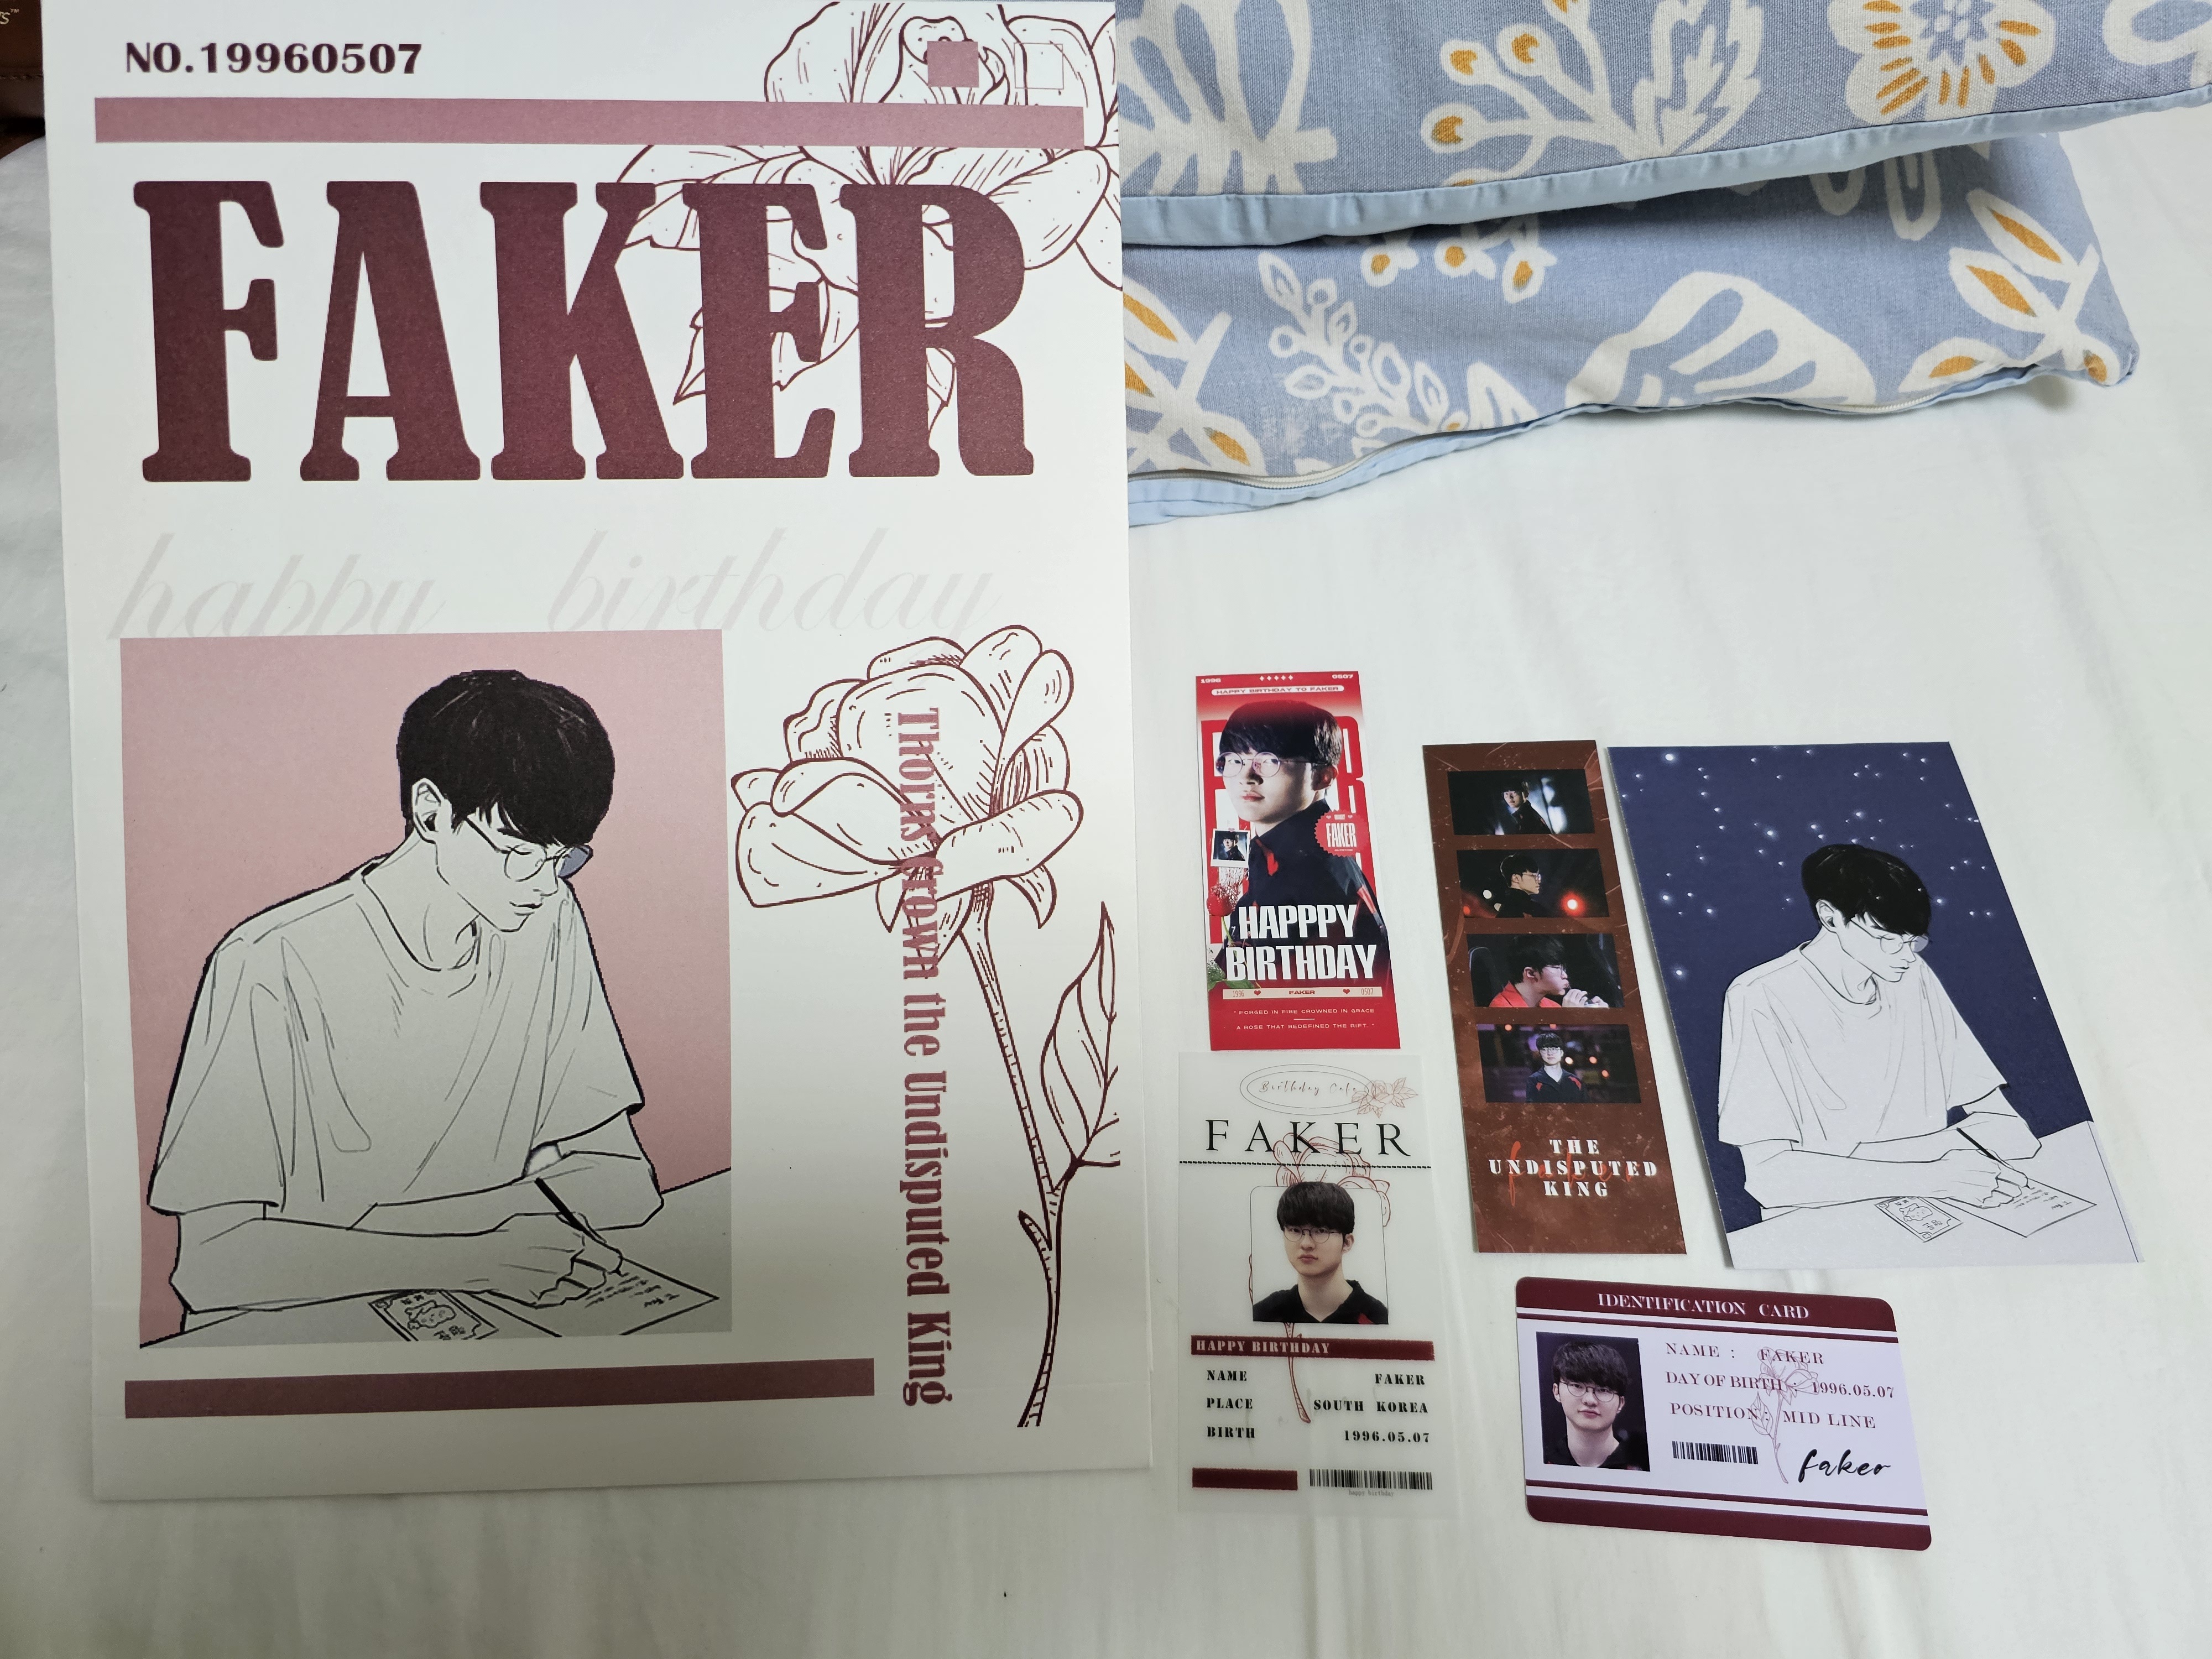 NO.19960507
FAKER
happy birthday
Thorns Crown the Undisputed King
1996
0507
HAPPY BIRTHDAY TO FAKER
FAKER
HAPPPY
BIRTHDAY
1996
FAKER
0507
" FORGED IN FIRE CROWNED IN GRACE
A ROSE THAT REDEFINED THE RIFT. "
THE
UNDISPUTED
KING
Birthday Cafe
FAKER
HAPPY BIRTHDAY
NAME FAKER
PLACE SOUTH KOREA
BIRTH 1996.05.07
happy birthday
IDENTIFICATION CARD
NAME : FAKER
DAY OF BIRTH : 1996.05.07
POSITION : MID LINE
faker